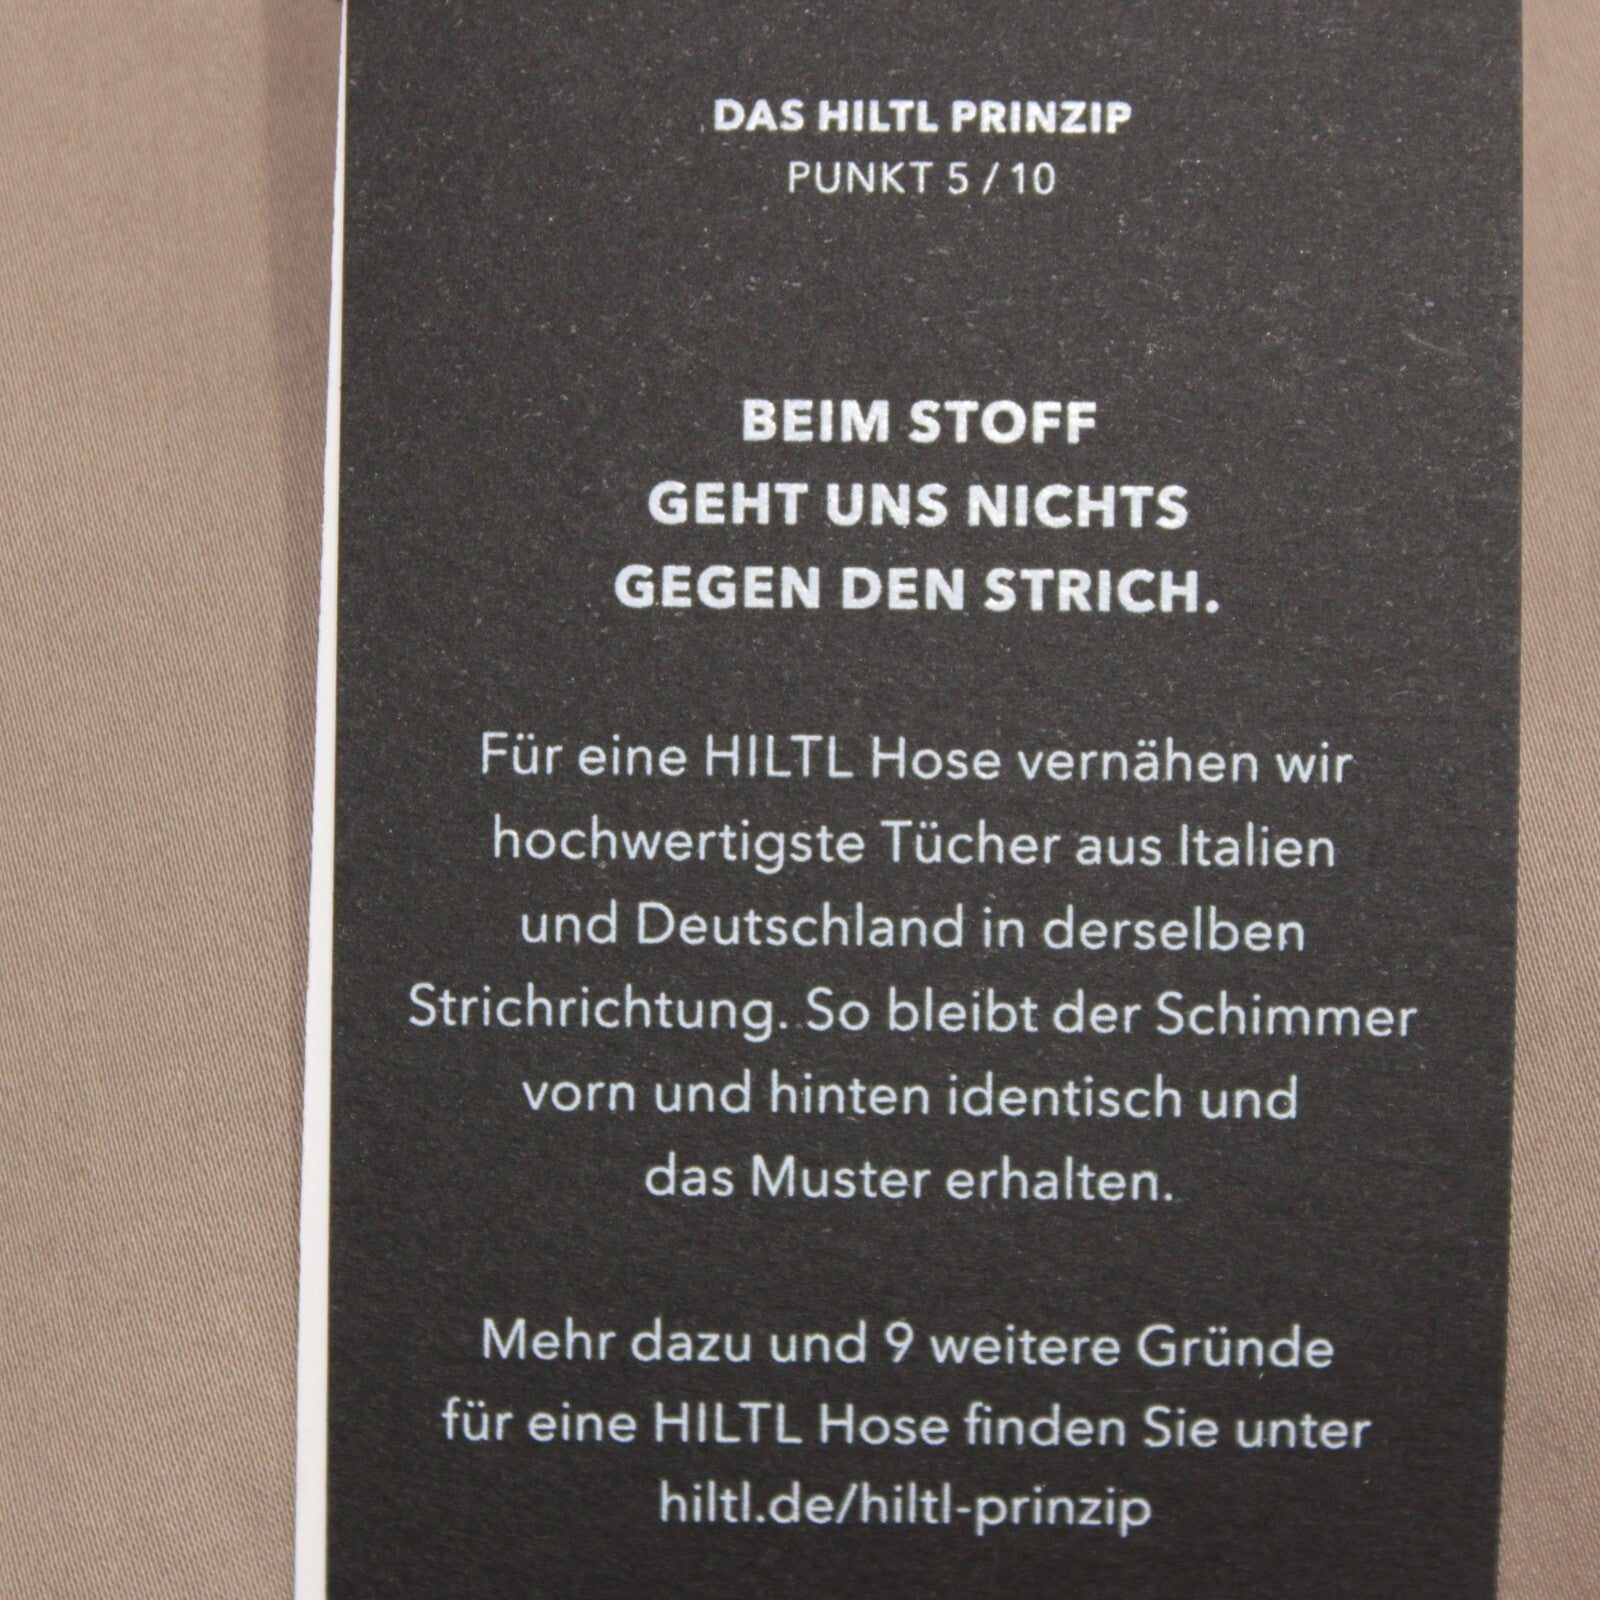 DAS HILTL PRINZIP
PUNKT 5 / 10
BEIM STOFF
GEHT UNS NICHTS
GEGEN DEN STRICH.
Für eine HILTL Hose vernähen wir
hochwertigste Tücher aus Italien
und Deutschland in derselben
Strichrichtung. So bleibt der Schimmer
vorn und hinten identisch und
das Muster erhalten.
Mehr dazu und 9 weitere Gründe
für eine HILTL Hose finden Sie unter
hiltl.de/hiltl-prinzip